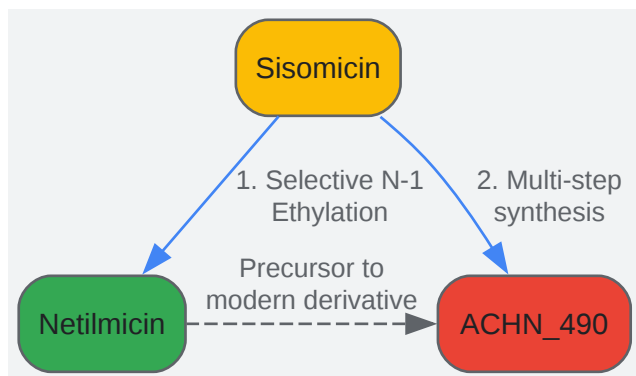 Sisomicin
1. Selective N-1
Ethylation
2. Multi-step
synthesis
Precursor to
modern derivative
Netilmicin
ACHN_490